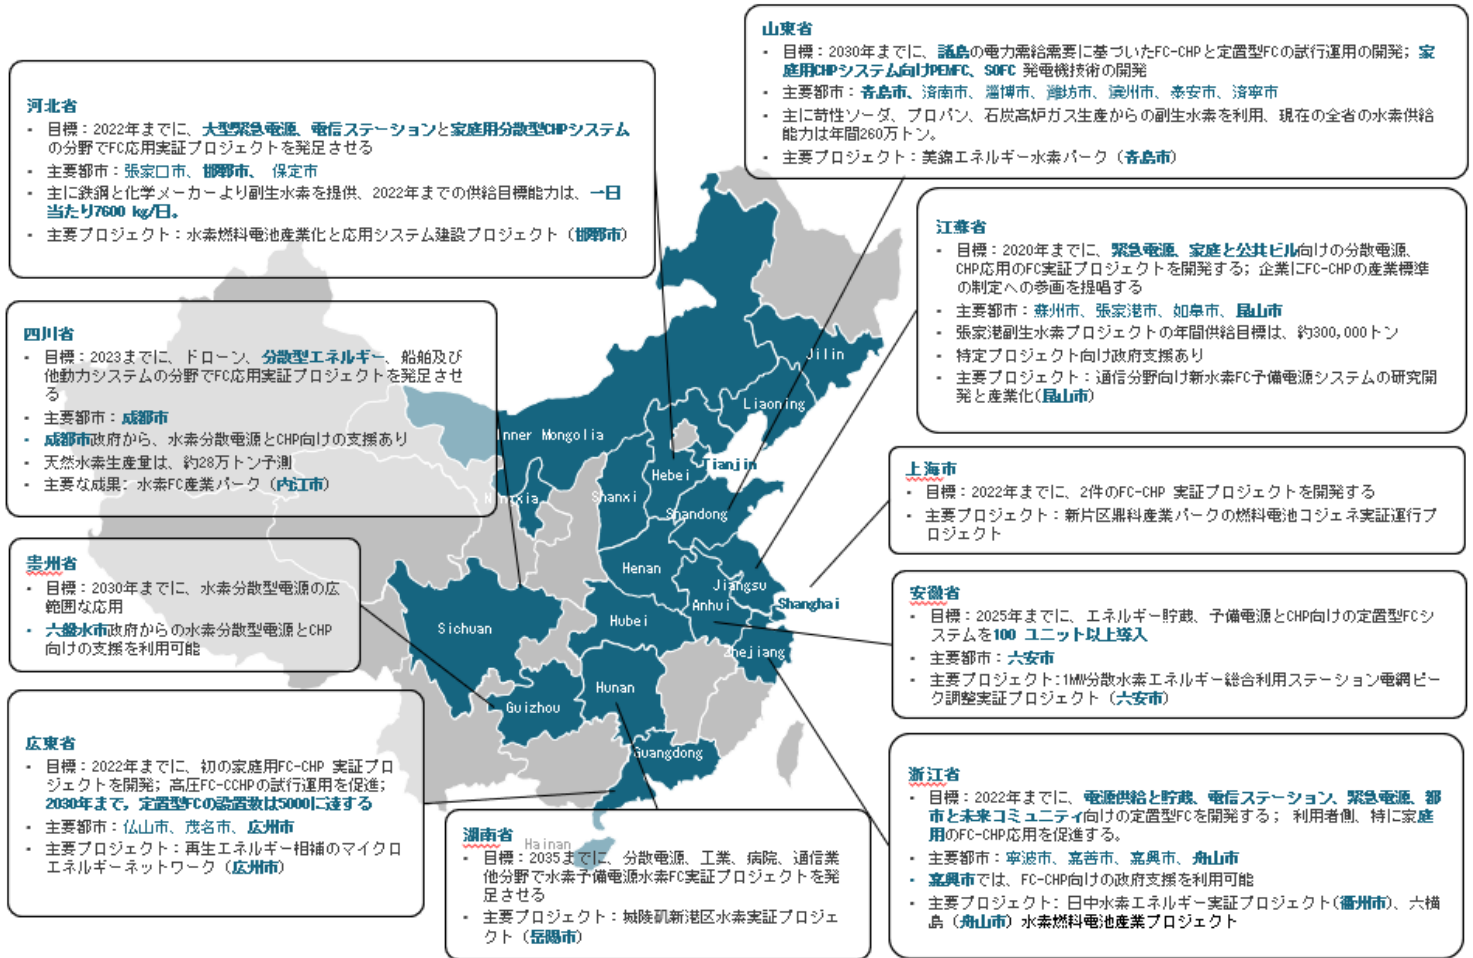 山東省
・ 目標：2030年までに、諸島の電力需給需要に基づいたFC-CHPと定置型FCの試行運用の開発；家
庭用CHPシステム向けPEMFC、SOFC 発電機技術の開発
・ 主要都市：青島市、済南市、淄博市、濰坊市、濱州市、泰安市、済寧市
・ 主に苛性ソーダ、プロパン、石炭高炉ガス生産からの副生水素を利用、現在の全省の水素供給
能力は年間260万トン。
・ 主要プロジェクト：美錦エネルギー水素パーク（青島市）
河北省
・ 目標：2022年までに、大型緊急電源、電信ステーションと家庭用分散型CHPシステム
の分野でFC応用実証プロジェクトを発足させる
・ 主要都市：張家口市、邯鄲市、 保定市
・ 主に鉄鋼と化学メーカーより副生水素を提供、2022年までの供給目標能力は、一日
当たり7600 kg/日。
・ 主要プロジェクト：水素燃料電池産業化と応用システム建設プロジェクト（邯鄲市）
江蘇省
・ 目標：2020年までに、緊急電源、家庭と公共ビル向けの分散電源、
CHP応用のFC実証プロジェクトを開発する；企業にFC-CHPの産業標準
の制定への参画を提唱する
・ 主要都市：蘇州市、張家港市、如皋市、昆山市
・ 張家港副生水素プロジェクトの年間供給目標は、約300,000トン
・ 特定プロジェクト向け政府支援あり
・ 主要プロジェクト：通信分野向け新水素FC予備電源システムの研究開
発と産業化(昆山市)
四川省
・ 目標：2023までに、ドローン、分散型エネルギー、船舶及び
他動力システムの分野でFC応用実証プロジェクトを発足させ
る
・ 主要都市：成都市
・ 成都市政府から、水素分散電源とCHP向けの支援あり
・ 天然水素生産量は、約28万トン予測
・ 主要な成果：水素FC産業パーク（内江市）
上海市
・ 目標：2022年までに、2件のFC-CHP 実証プロジェクトを開発する
・ 主要プロジェクト：新片区鼎料産業パークの燃料電池コジェネ実証運行プ
ロジェクト
貴州省
・ 目標：2030年までに、水素分散型電源の広
範囲な応用
・ 六盤水市政府からの水素分散型電源とCHP
向けの支援を利用可能
安徽省
・ 目標：2025年までに、エネルギー貯蔵、予備電源とCHP向けの定置型FCシ
ステムを100 ユニット以上導入
・ 主要都市：六安市
・ 主要プロジェクト:1MW分散水素エネルギー総合利用ステーション電網ピー
ク調整実証プロジェクト（六安市）
広東省
・ 目標：2022年までに、初の家庭用FC-CHP 実証プロ
ジェクトを開発；高圧FC-CCHPの試行運用を促進；
2030年まで，定置型FCの設置数は5000に達する
・ 主要都市：仏山市、茂名市、広州市
・ 主要プロジェクト：再生エネルギー相補のマイクロ
エネルギーネットワーク（広州市）
湖南省
・ 目標：2035までに、分散電源、工業、病院、通信業
他分野で水素予備電源水素FC実証プロジェクトを発
足させる
・ 主要プロジェクト：城陵磯新港区水素実証プロジェ
クト（岳陽市）
浙江省
・ 目標：2022年までに、電源供給と貯蔵、電信ステーション、緊急電源、都
市と未来コミュニティ向けの定置型FCを開発する； 利用者側、特に家庭
用のFC-CHP応用を促進する。
・ 主要都市：寧波市、嘉善市、嘉興市、舟山市
・ 嘉興市では、FC-CHP向けの政府支援を利用可能
・ 主要プロジェクト：日中水素エネルギー実証プロジェクト(衢州市)、六横
島（舟山市）水素燃料電池産業プロジェクト
Jilin
Liaoning
Inner Mongolia
Tianjin
Hebei
Ningxia
Shanxi
Shandong
Henan
Jiangsu
Anhui
Shanghai
Sichuan
Hubei
Zhejiang
Hunan
Guizhou
Guangdong
Hainan